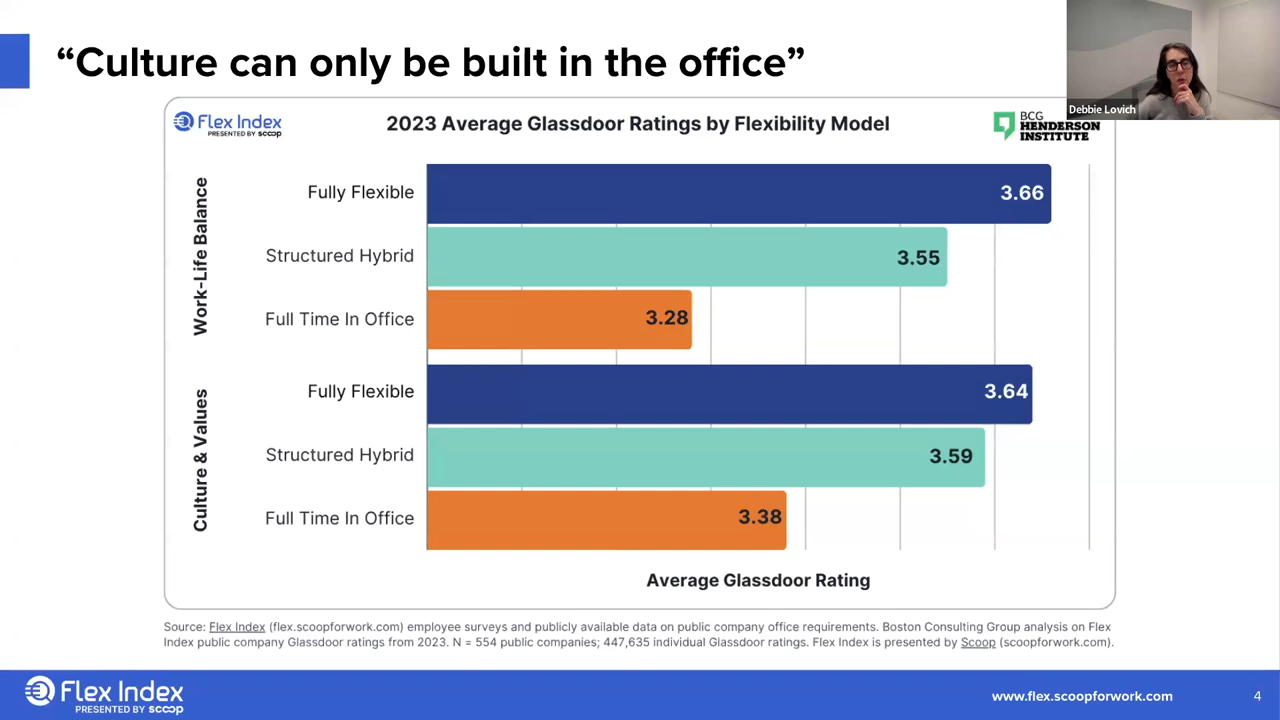 “Culture can only be built in the office”
Debbie Lovich
Flex Index
PRESENTED BY scoop
2023 Average Glassdoor Ratings by Flexibility Model
BCG
HENDERSON
INSTITUTE
Work-Life Balance
Fully Flexible
3.66
Structured Hybrid
3.55
Full Time In Office
3.28
Culture & Values
Fully Flexible
3.64
Structured Hybrid
3.59
Full Time In Office
3.38
Average Glassdoor Rating
Source: Flex Index (flex.scoopforwork.com) employee surveys and publicly available data on public company office requirements. Boston Consulting Group analysis on Flex
Index public company Glassdoor ratings from 2023. N = 554 public companies; 447,635 individual Glassdoor ratings. Flex Index is presented by Scoop (scoopforwork.com).
Flex Index
PRESENTED BY scoop
www.flex.scoopforwork.com
4